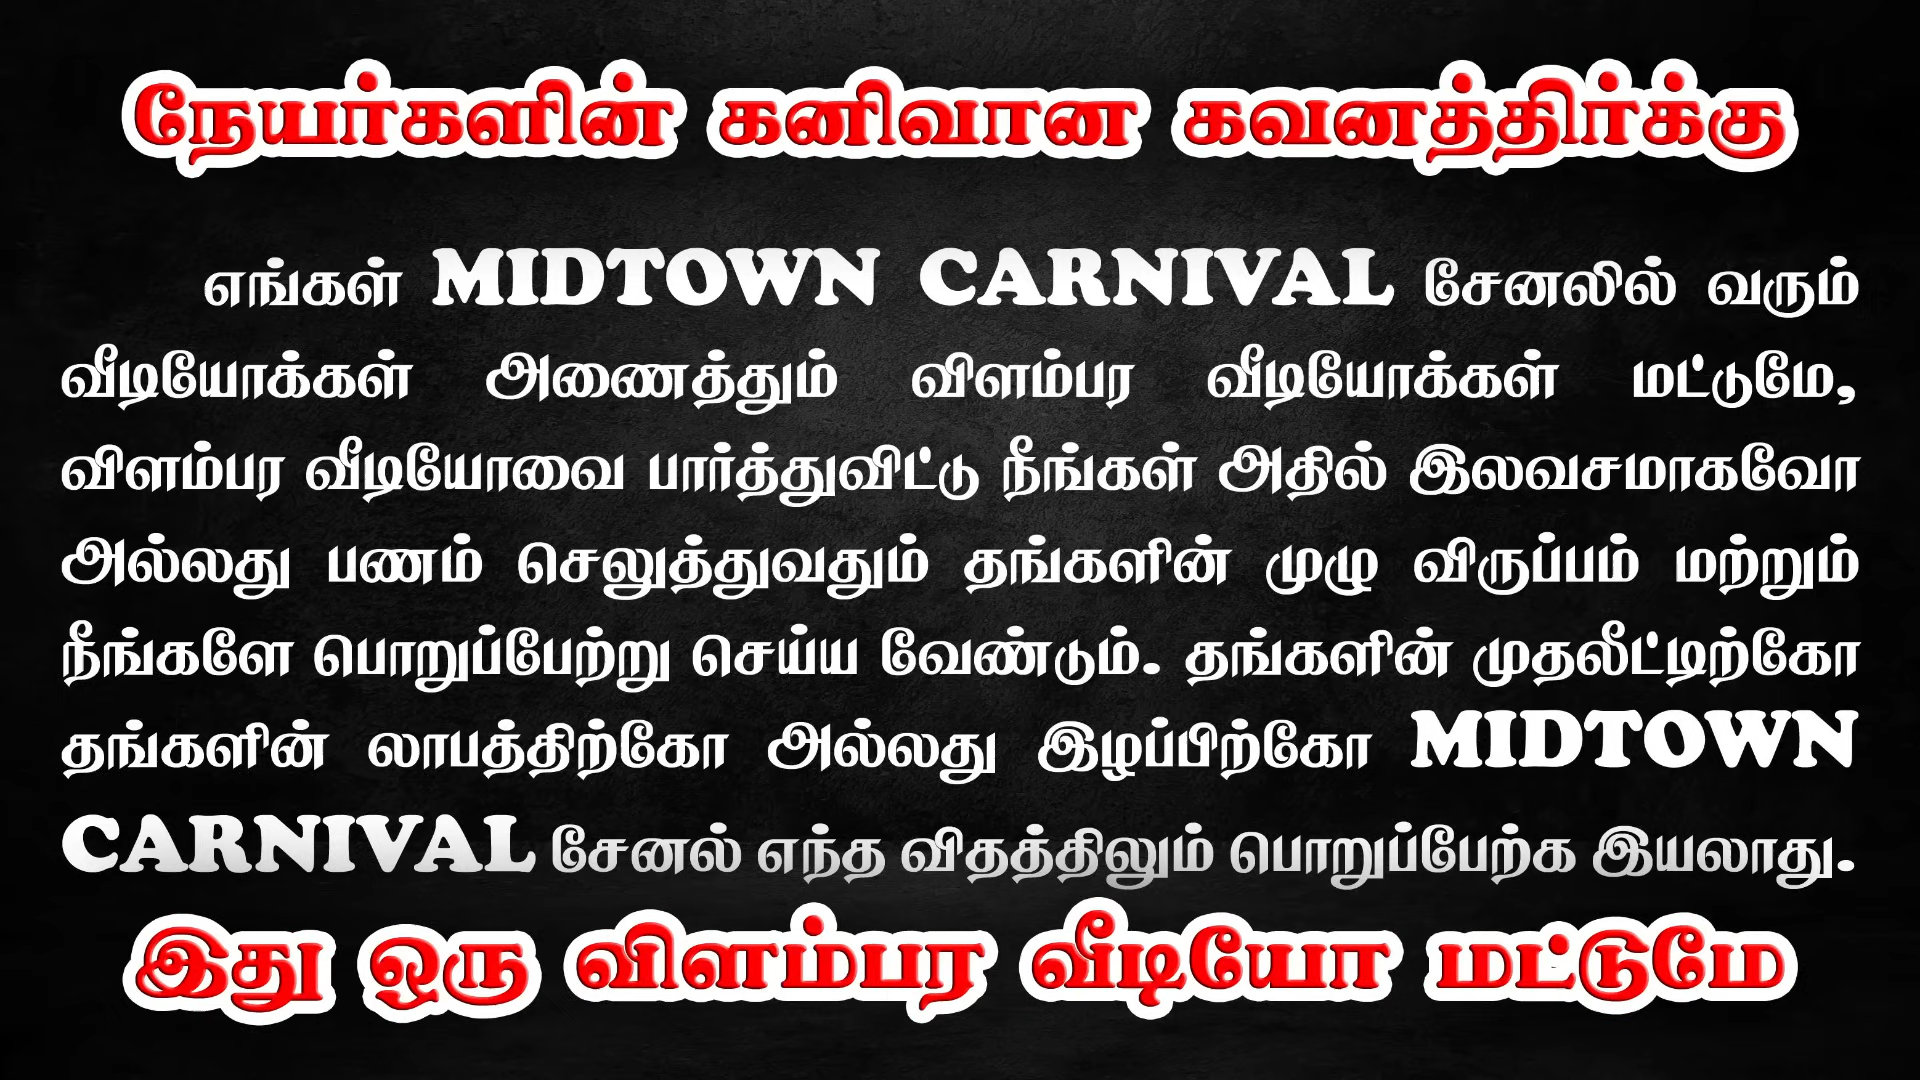 நேயர்களின் கனிவான கவனத்திர்க்கு
எங்கள் MIDTOWN CARNIVAL சேனலில் வரும்
வீடியோக்கள் அணைத்தும் விளம்பர வீடியோக்கள் மட்டுமே,
விளம்பர வீடியோவை பார்த்துவிட்டு நீங்கள் அதில் இலவசமாகவோ
அல்லது பணம் செலுத்துவதும் தங்களின் முழு விருப்பம் மற்றும்
நீங்களே பொறுப்பேற்று செய்ய வேண்டும். தங்களின் முதலீட்டிற்கோ
தங்களின் லாபத்திற்கோ அல்லது இழப்பிற்கோ MIDTOWN
CARNIVAL சேனல் எந்த விதத்திலும் பொறுப்பேற்க இயலாது.
இது ஒரு விளம்பர வீடியோ மட்டுமே